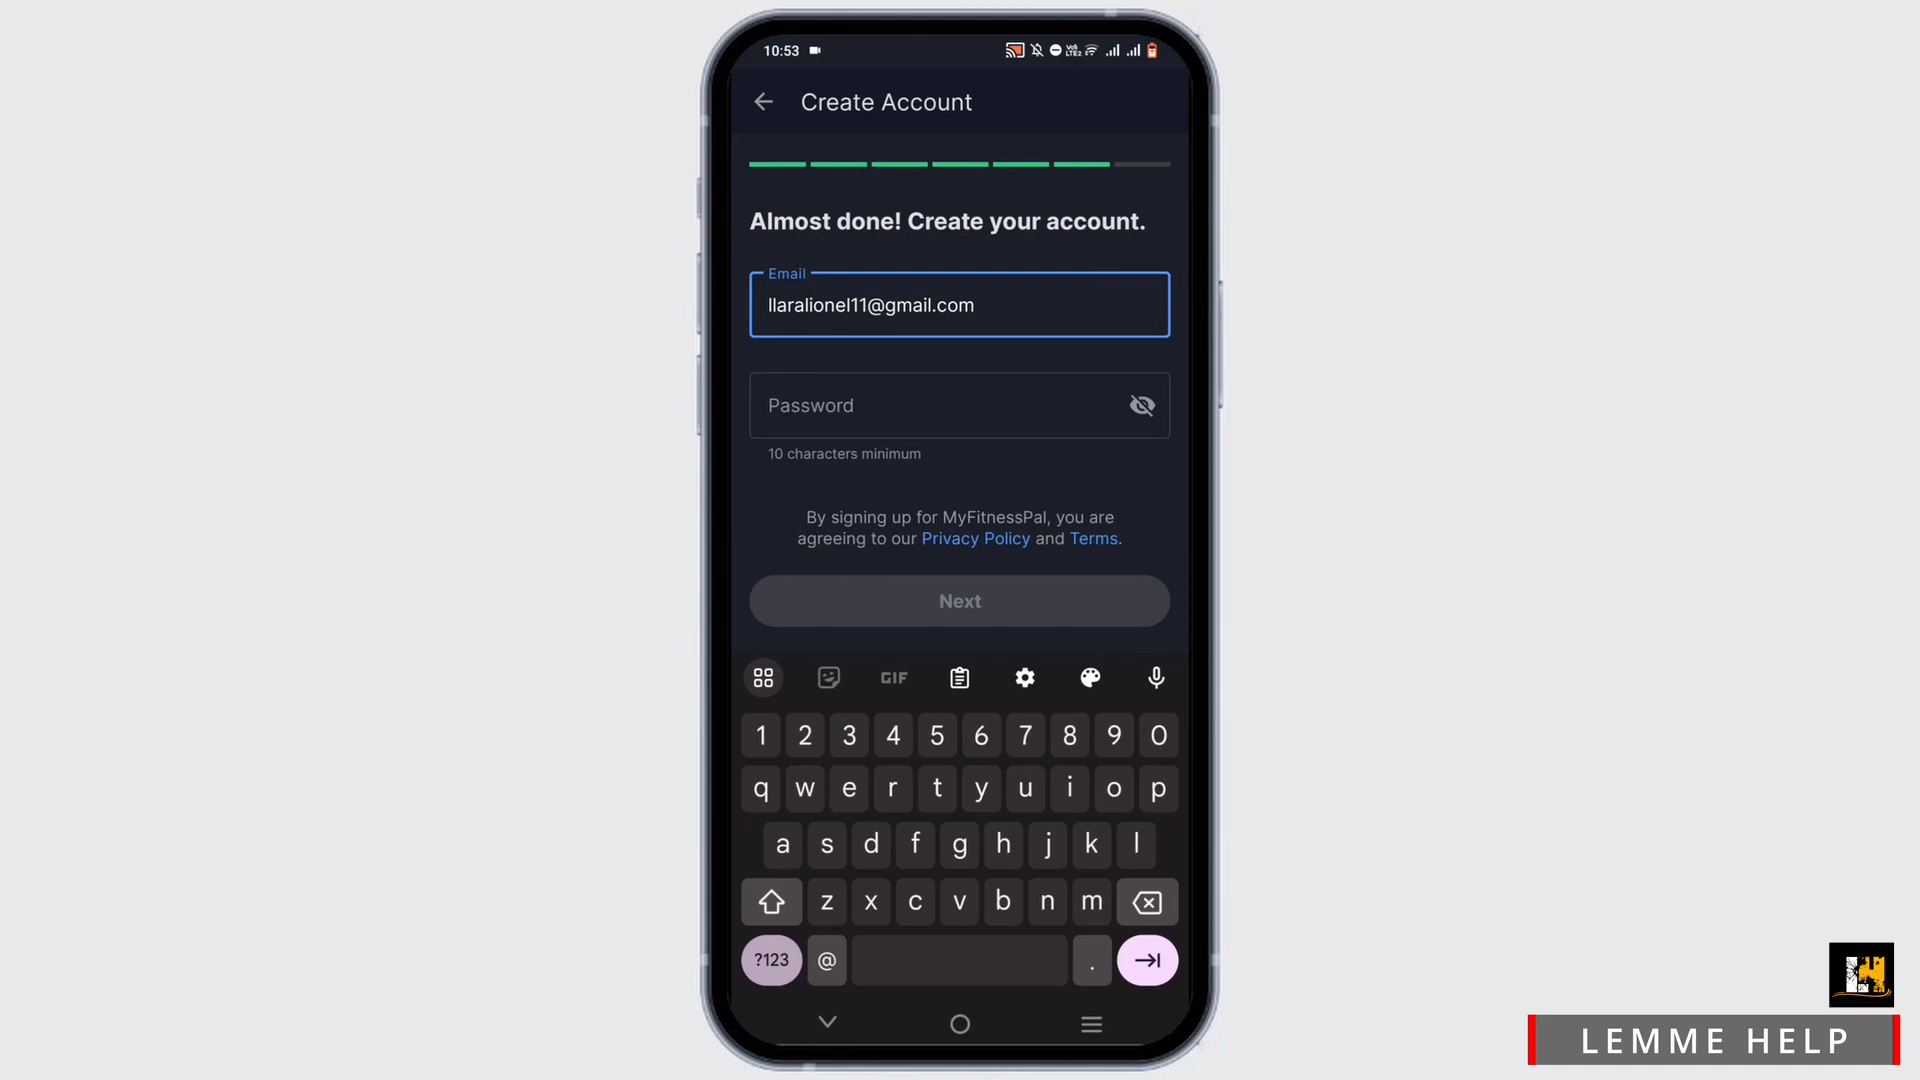 10:53
Vo)) LTE2
Create Account
Almost done! Create your account.
Email
llaralionel11@gmail.com
Password
10 characters minimum
By signing up for MyFitnessPal, you are
agreeing to our Privacy Policy and Terms.
Next
GIF
1 2 3 4 5 6 7 8 9 0
q w e r t y u i o p
a s d f g h j k l
z x c v b n m
?123 @ .
LEMME HELP